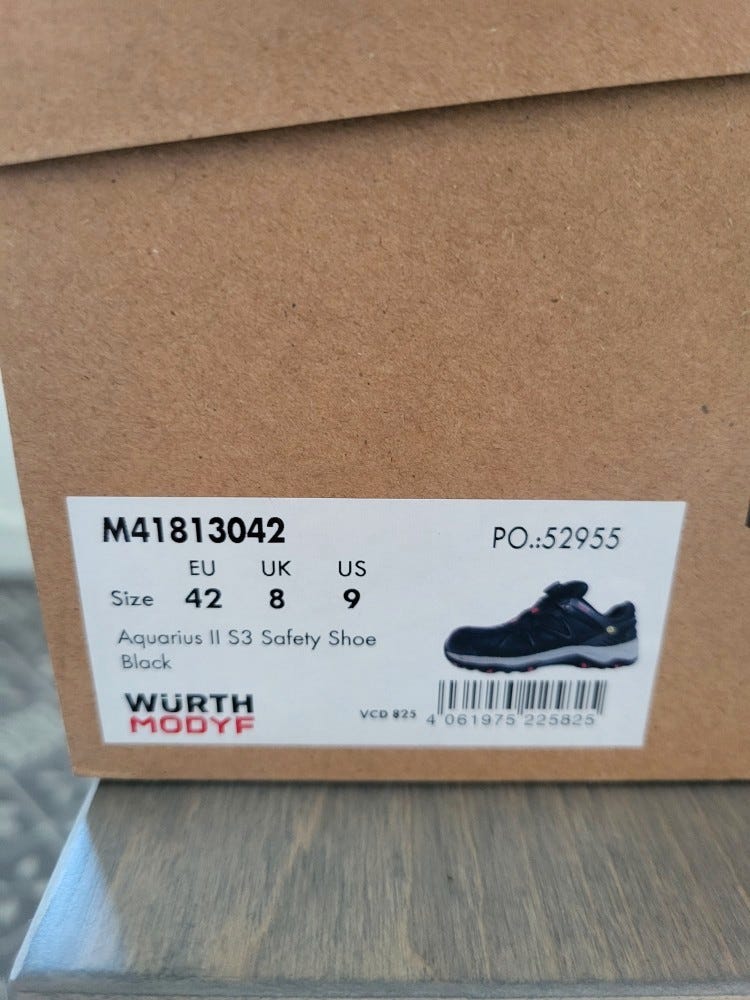 M41813042
PO.:52955
EU UK US
Size 42 8 9
Aquarius II S3 Safety Shoe
Black
WÜRTH
MODYF
VCD 825
4 061975 225825